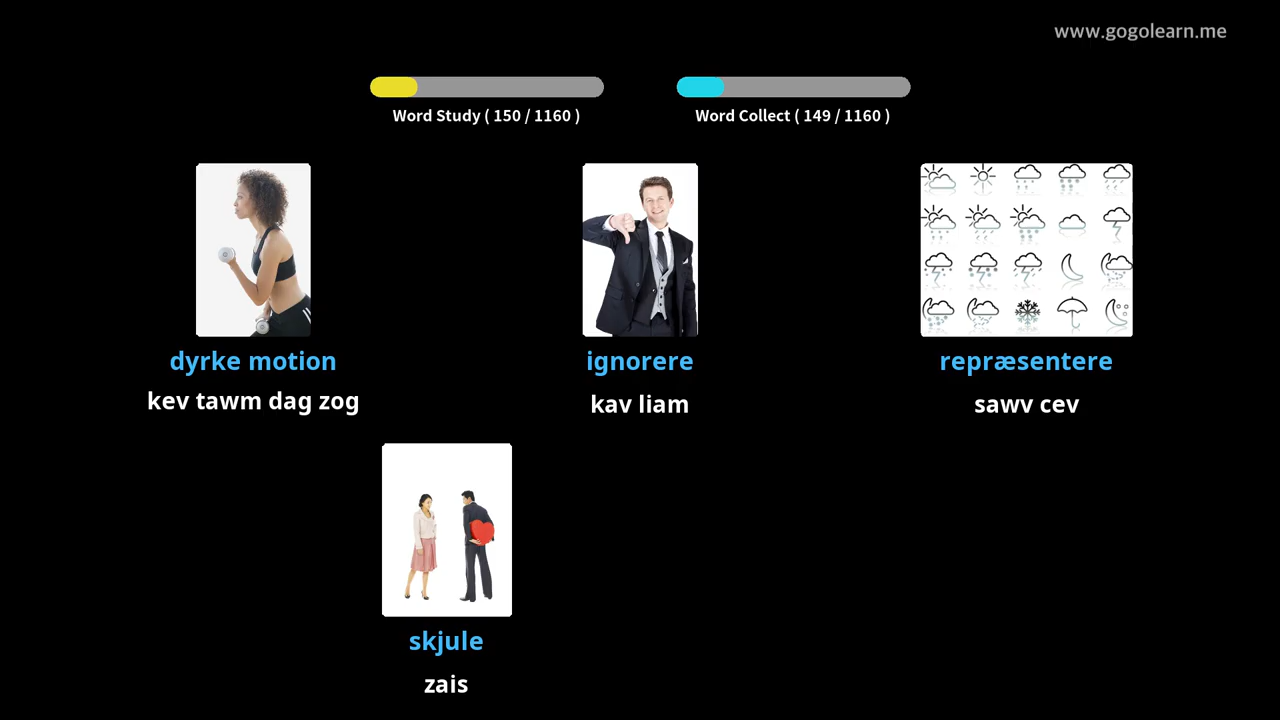 www.gogolearn.me
Word Study ( 150 / 1160 )
Word Collect ( 149 / 1160 )
dyrke motion
kev tawm dag zog
ignorere
kav liam
repræsentere
sawv cev
skjule
zais